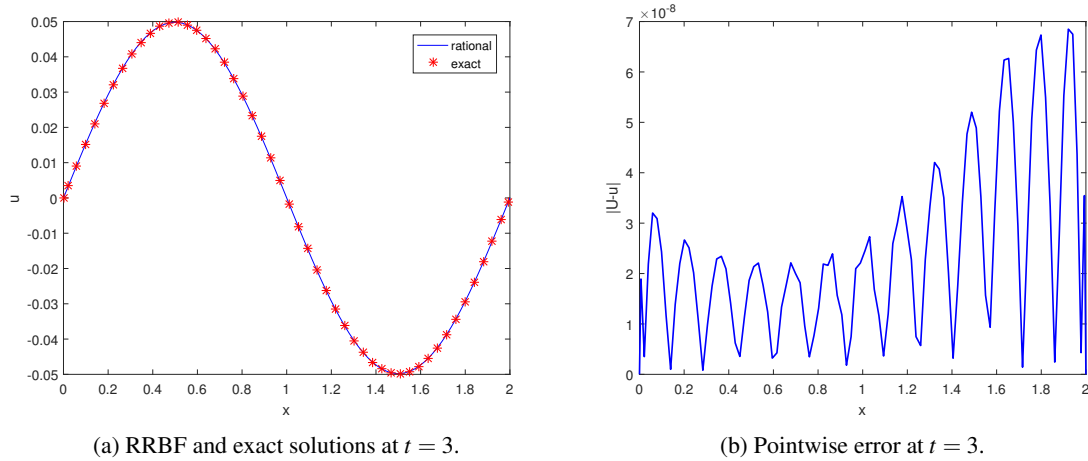 0.05
0.04
0.03
0.02
0.01
0
-0.01
-0.02
-0.03
-0.04
-0.05
u
rational
exact
0 0.2 0.4 0.6 0.8 1 1.2 1.4 1.6 1.8 2
x
(a) RRBF and exact solutions at t = 3.
×10⁻⁸
7
6
5
4
3
2
1
0
|U-u|
0 0.2 0.4 0.6 0.8 1 1.2 1.4 1.6 1.8 2
x
(b) Pointwise error at t = 3.